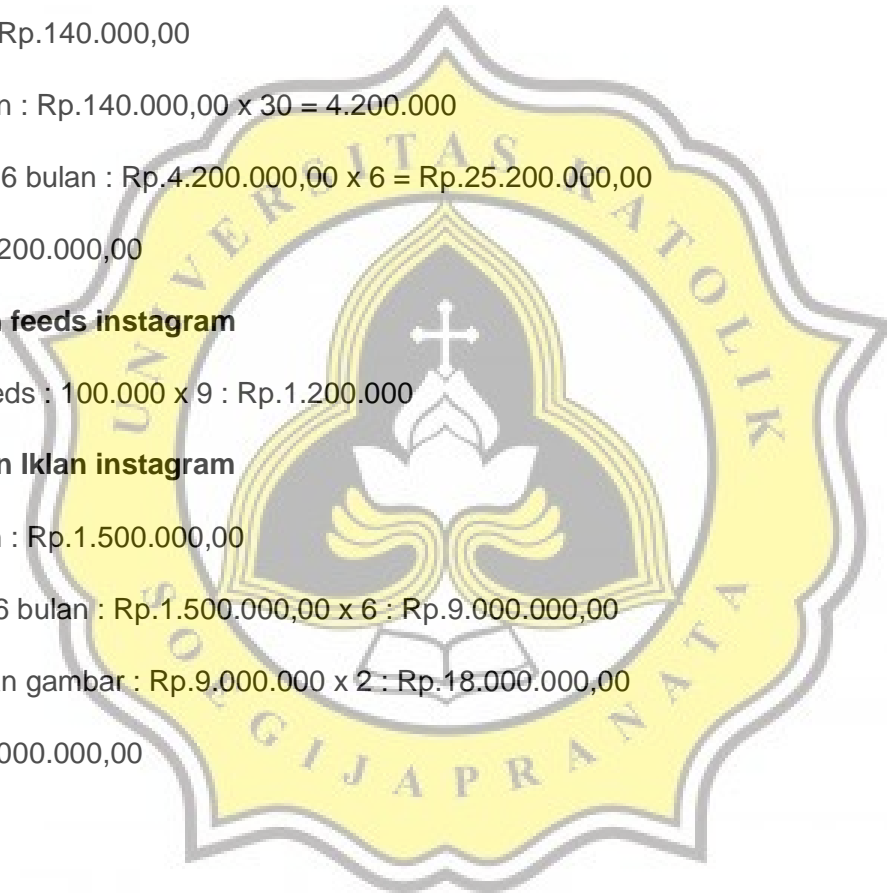 Rp.140.000,00
n : Rp.140.000,00 x 30 = 4.200.000
6 bulan : Rp.4.200.000,00 x 6 = Rp.25.200.000,00
200.000,00
feeds instagram
eds : 100.000 x 9 : Rp.1.200.000
n Iklan instagram
: Rp.1.500.000,00
6 bulan : Rp.1.500.000,00 x 6 : Rp.9.000.000,00
n gambar : Rp.9.000.000 x 2 : Rp.18.000.000,00
000.000,00
UNIVERSITAS KATOLIK
SOEGIJAPRANATA